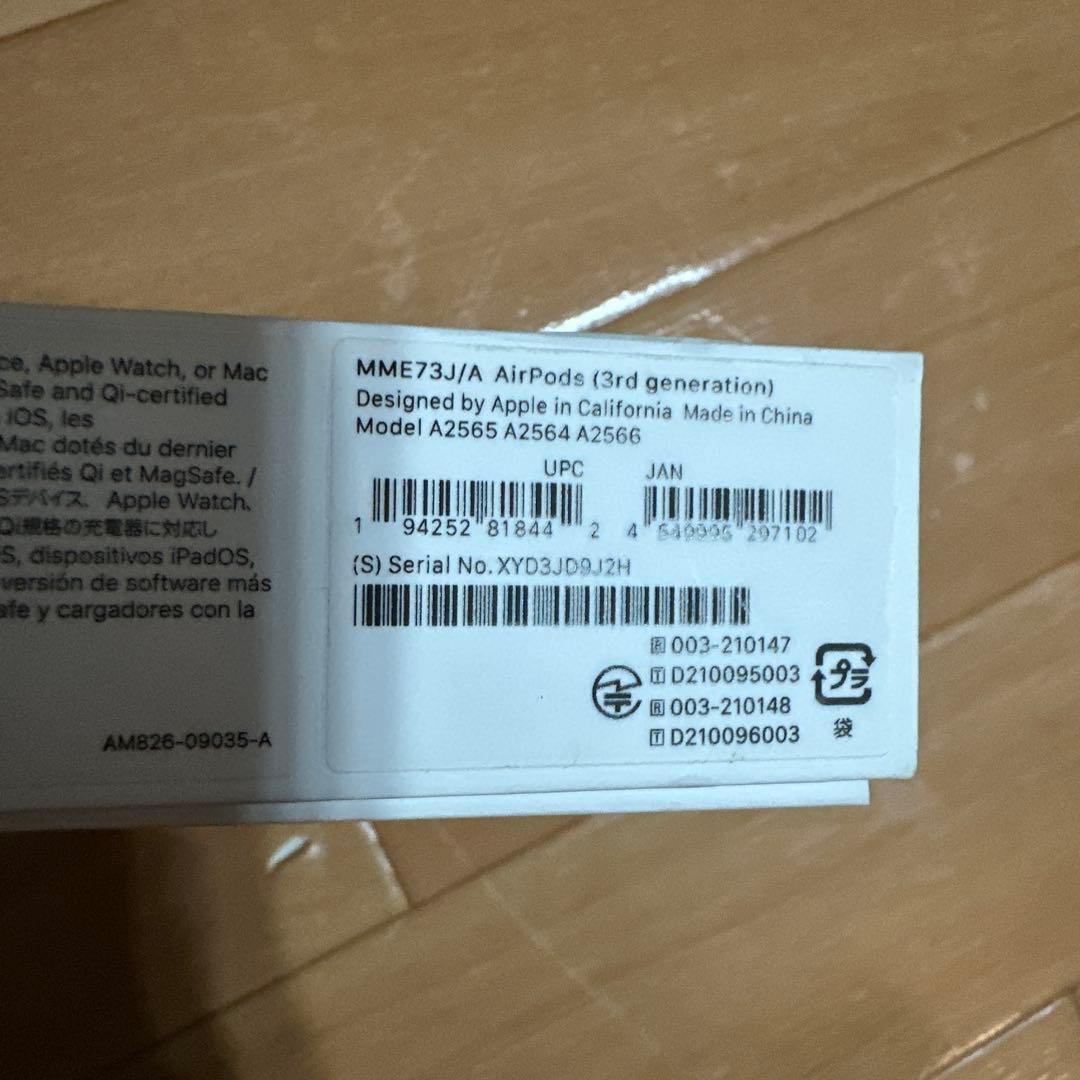 ce, Apple Watch, or Mac
Safe and Qi-certified
iOS, les
Mac dotés du dernier
ertifiés Qi et MagSafe. /
Sデバイス、Apple Watch、
Qi規格の充電器に対応し
S, dispositivos iPadOS,
versión de software más
afe y cargadores con la
AM826-09035-A
MME73J/A AirPods (3rd generation)
Designed by Apple in California Made in China
Model A2565 A2564 A2566
UPC JAN
1 94252 81844 2 4 549995 297102
(S) Serial No. XYD3JD9J2H
R 003-210147
T D210095003
R 003-210148
T D210096003
プラ
袋